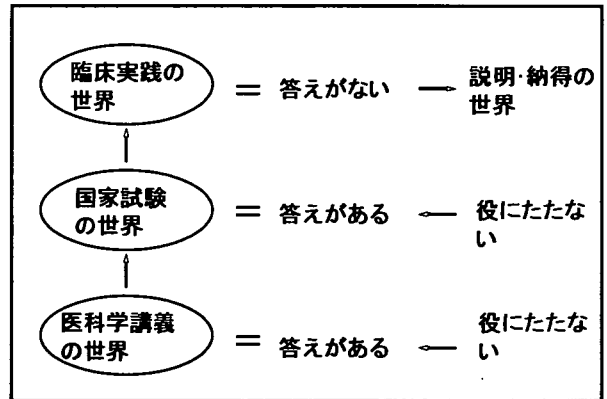 臨床実践の
世界
=
答えがない
→
説明・納得の
世界
↑
国家試験
の世界
=
答えがある
←
役にたたな
い
↑
医科学講義
の世界
=
答えがある
←
役にたたな
い